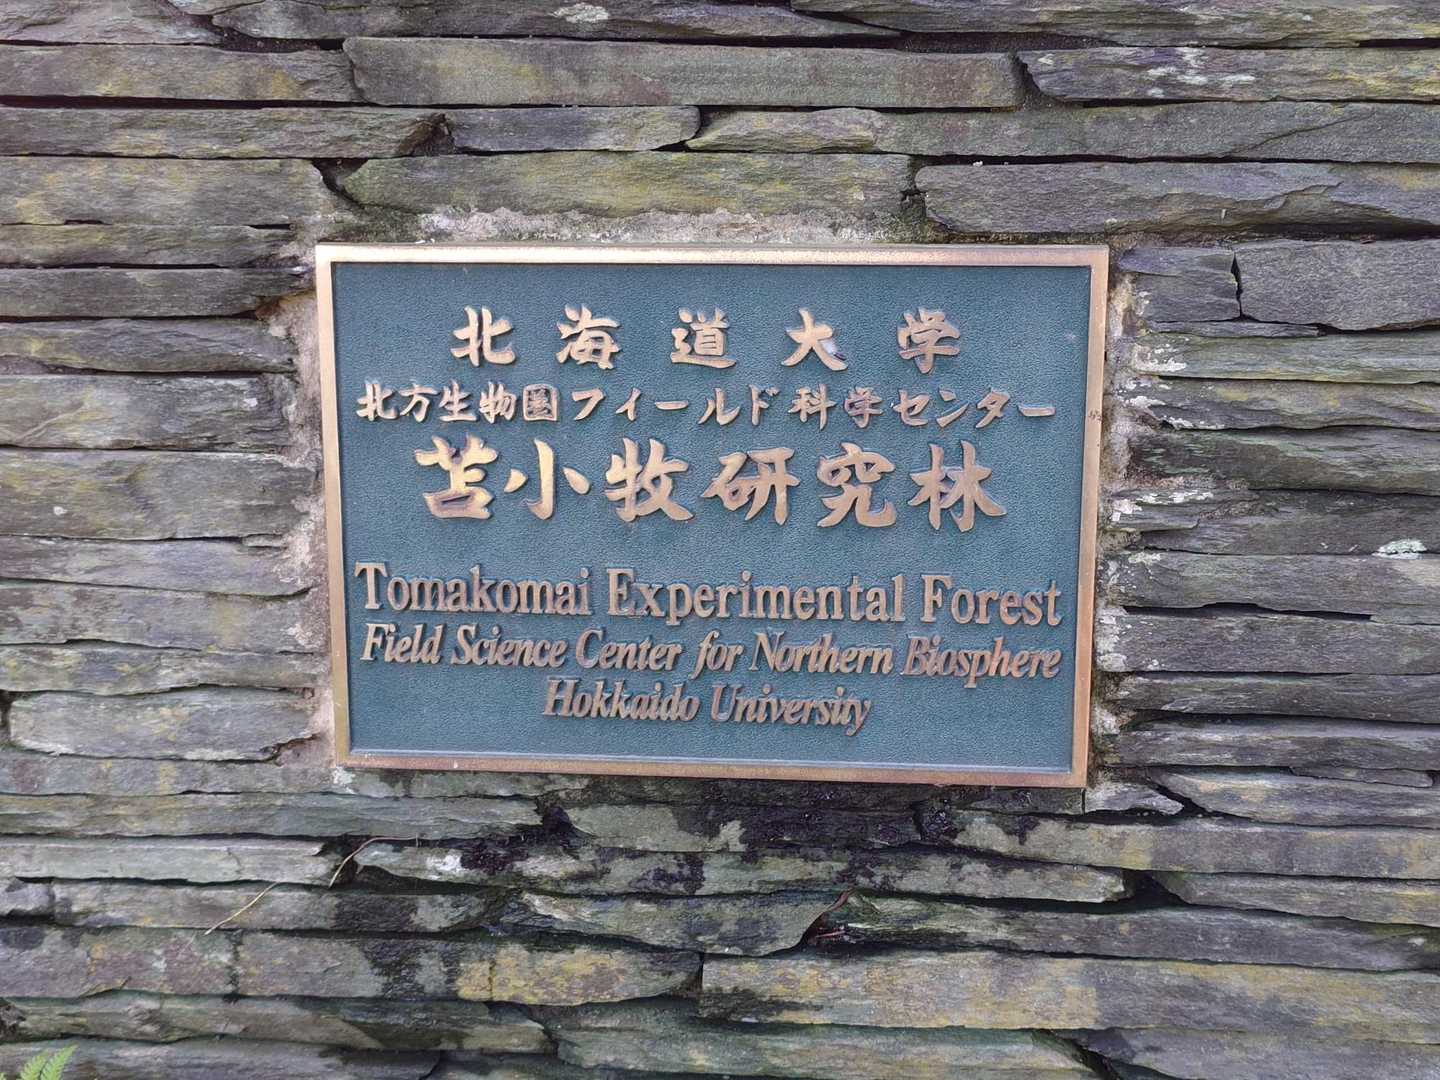 北海道大学
北方生物圏フィールド科学センター
苫小牧研究林
Tomakomai Experimental Forest
Field Science Center for Northern Biosphere
Hokkaido University